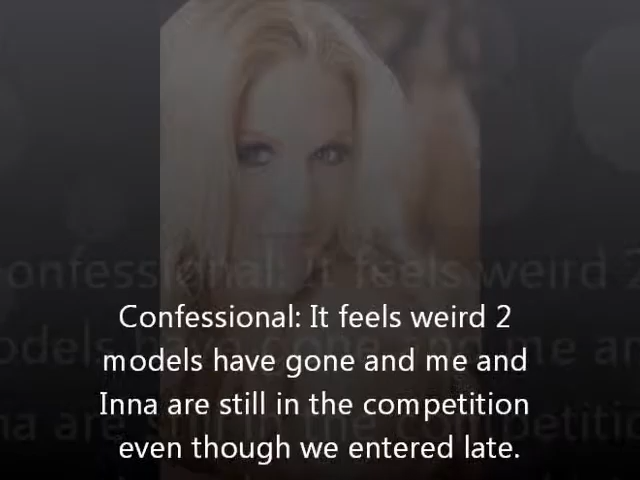 Confessional: It feels weird 2
models have gone and me and
Inna are still in the competition
even though we entered late.